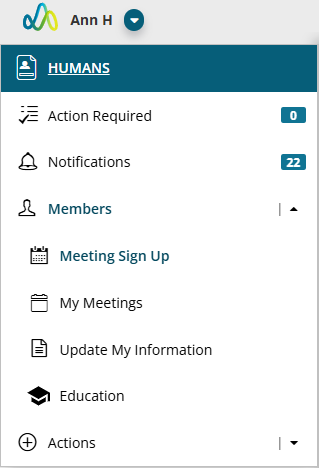 Ann H
HUMANS
Action Required 0
Notifications 22
Members |
Meeting Sign Up
My Meetings
Update My Information
Education
Actions |